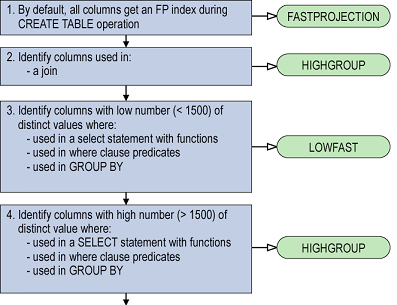 1. By default, all columns get an FP index during
CREATE TABLE operation
FASTPROJECTION
2. Identify columns used in:
- a join
HIGHGROUP
3. Identify columns with low number (< 1500) of
distinct values where:
- used in a select statement with functions
- used in where clause predicates
- used in GROUP BY
LOWFAST
4. Identify columns with high number (> 1500) of
distinct value where:
- used in a SELECT statement with functions
- used in where clause predicates
- used in GROUP BY
HIGHGROUP